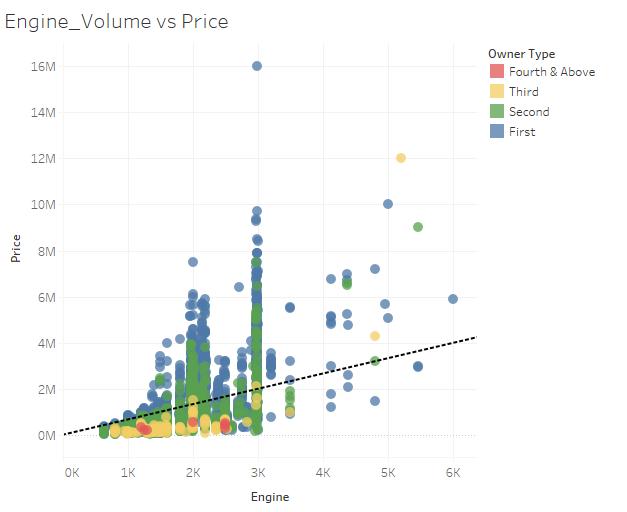 Engine_Volume vs Price
Owner Type
Fourth & Above
Third
Second
First
16M
14M
12M
10M
8M
6M
4M
2M
0M
Price
0K 1K 2K 3K 4K 5K 6K
Engine